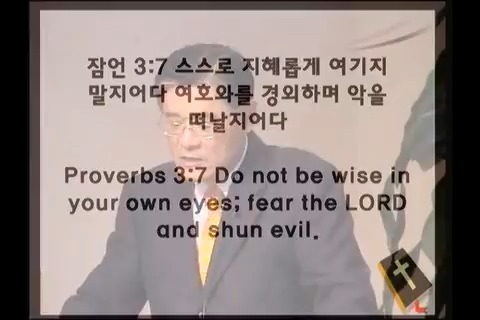 잠언 3:7 스스로 지혜롭게 여기지
말지어다 여호와를 경외하며 악을
떠날지어다
Proverbs 3:7 Do not be wise in
your own eyes; fear the LORD
and shun evil.